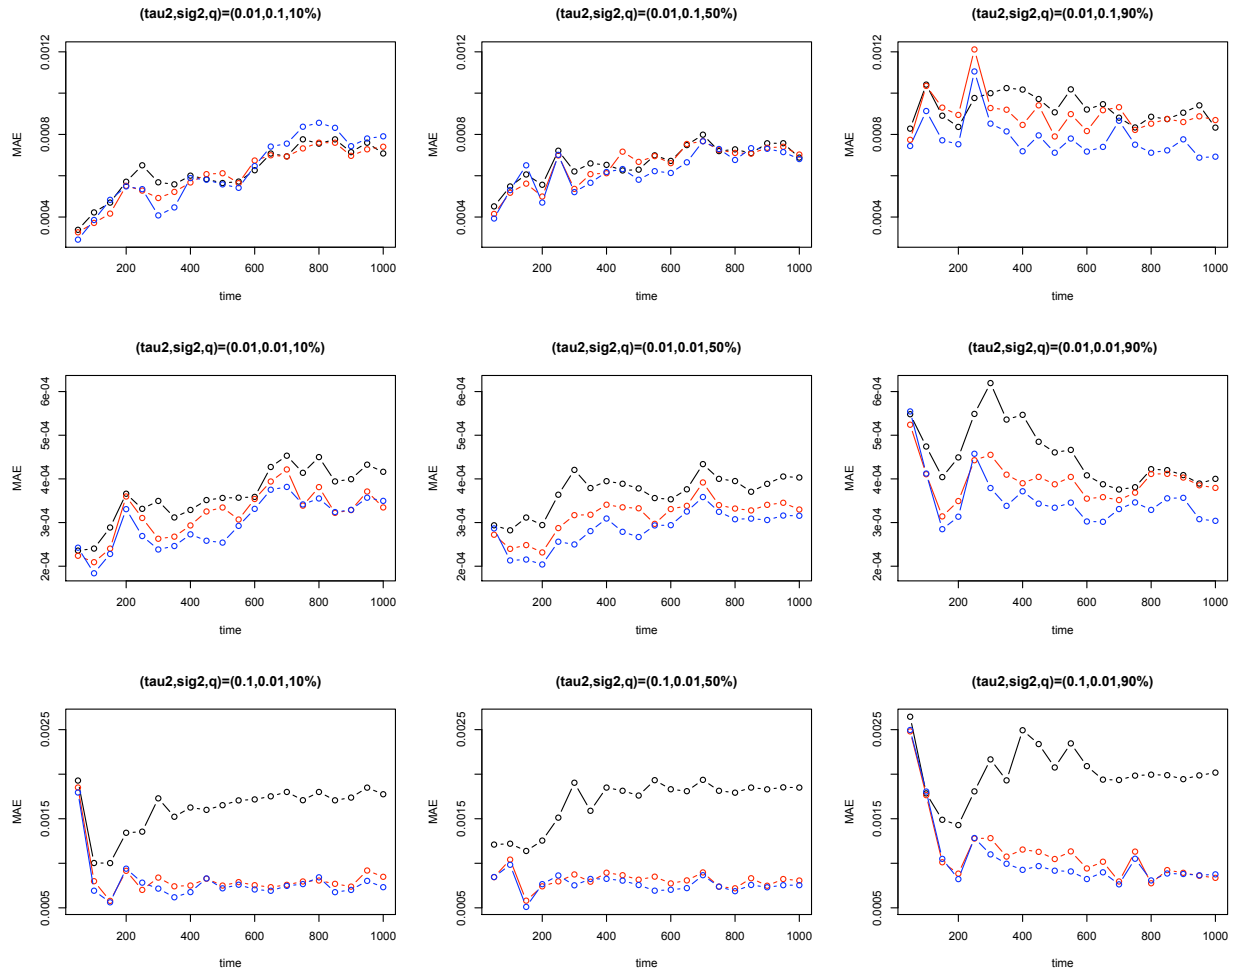 (tau2,sig2,q)=(0.01,0.1,10%)
MAE
0.0004 0.0008 0.0012
200 400 600 800 1000
time
(tau2,sig2,q)=(0.01,0.1,50%)
MAE
0.0004 0.0008 0.0012
200 400 600 800 1000
time
(tau2,sig2,q)=(0.01,0.1,90%)
MAE
0.0004 0.0008 0.0012
200 400 600 800 1000
time
(tau2,sig2,q)=(0.01,0.01,10%)
MAE
2e-04 3e-04 4e-04 5e-04 6e-04
200 400 600 800 1000
time
(tau2,sig2,q)=(0.01,0.01,50%)
MAE
2e-04 3e-04 4e-04 5e-04 6e-04
200 400 600 800 1000
time
(tau2,sig2,q)=(0.01,0.01,90%)
MAE
2e-04 3e-04 4e-04 5e-04 6e-04
200 400 600 800 1000
time
(tau2,sig2,q)=(0.1,0.01,10%)
MAE
0.0005 0.0015 0.0025
200 400 600 800 1000
time
(tau2,sig2,q)=(0.1,0.01,50%)
MAE
0.0005 0.0015 0.0025
200 400 600 800 1000
time
(tau2,sig2,q)=(0.1,0.01,90%)
MAE
0.0005 0.0015 0.0025
200 400 600 800 1000
time